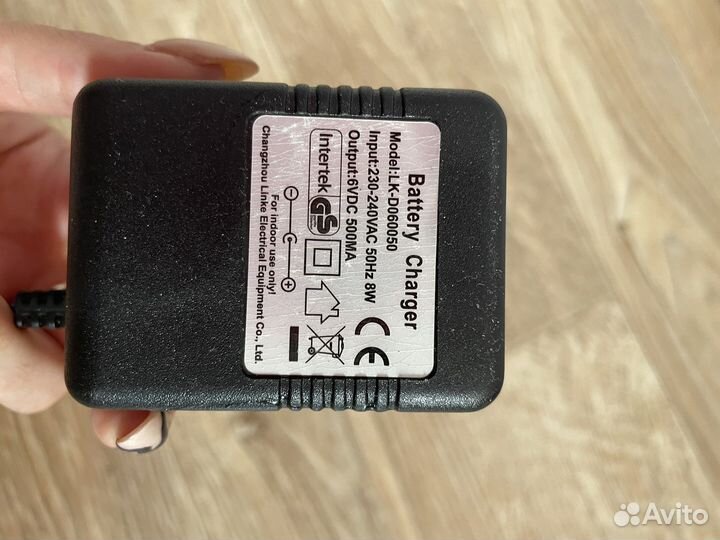 Battery Charger
Model:LK-D060050
Input:230-240VAC 50Hz 8W
Output:6VDC 500MA
Intertek GS
CE
For indoor use only!
Changzhou Linke Electrical Equipment Co., Ltd.
Avito